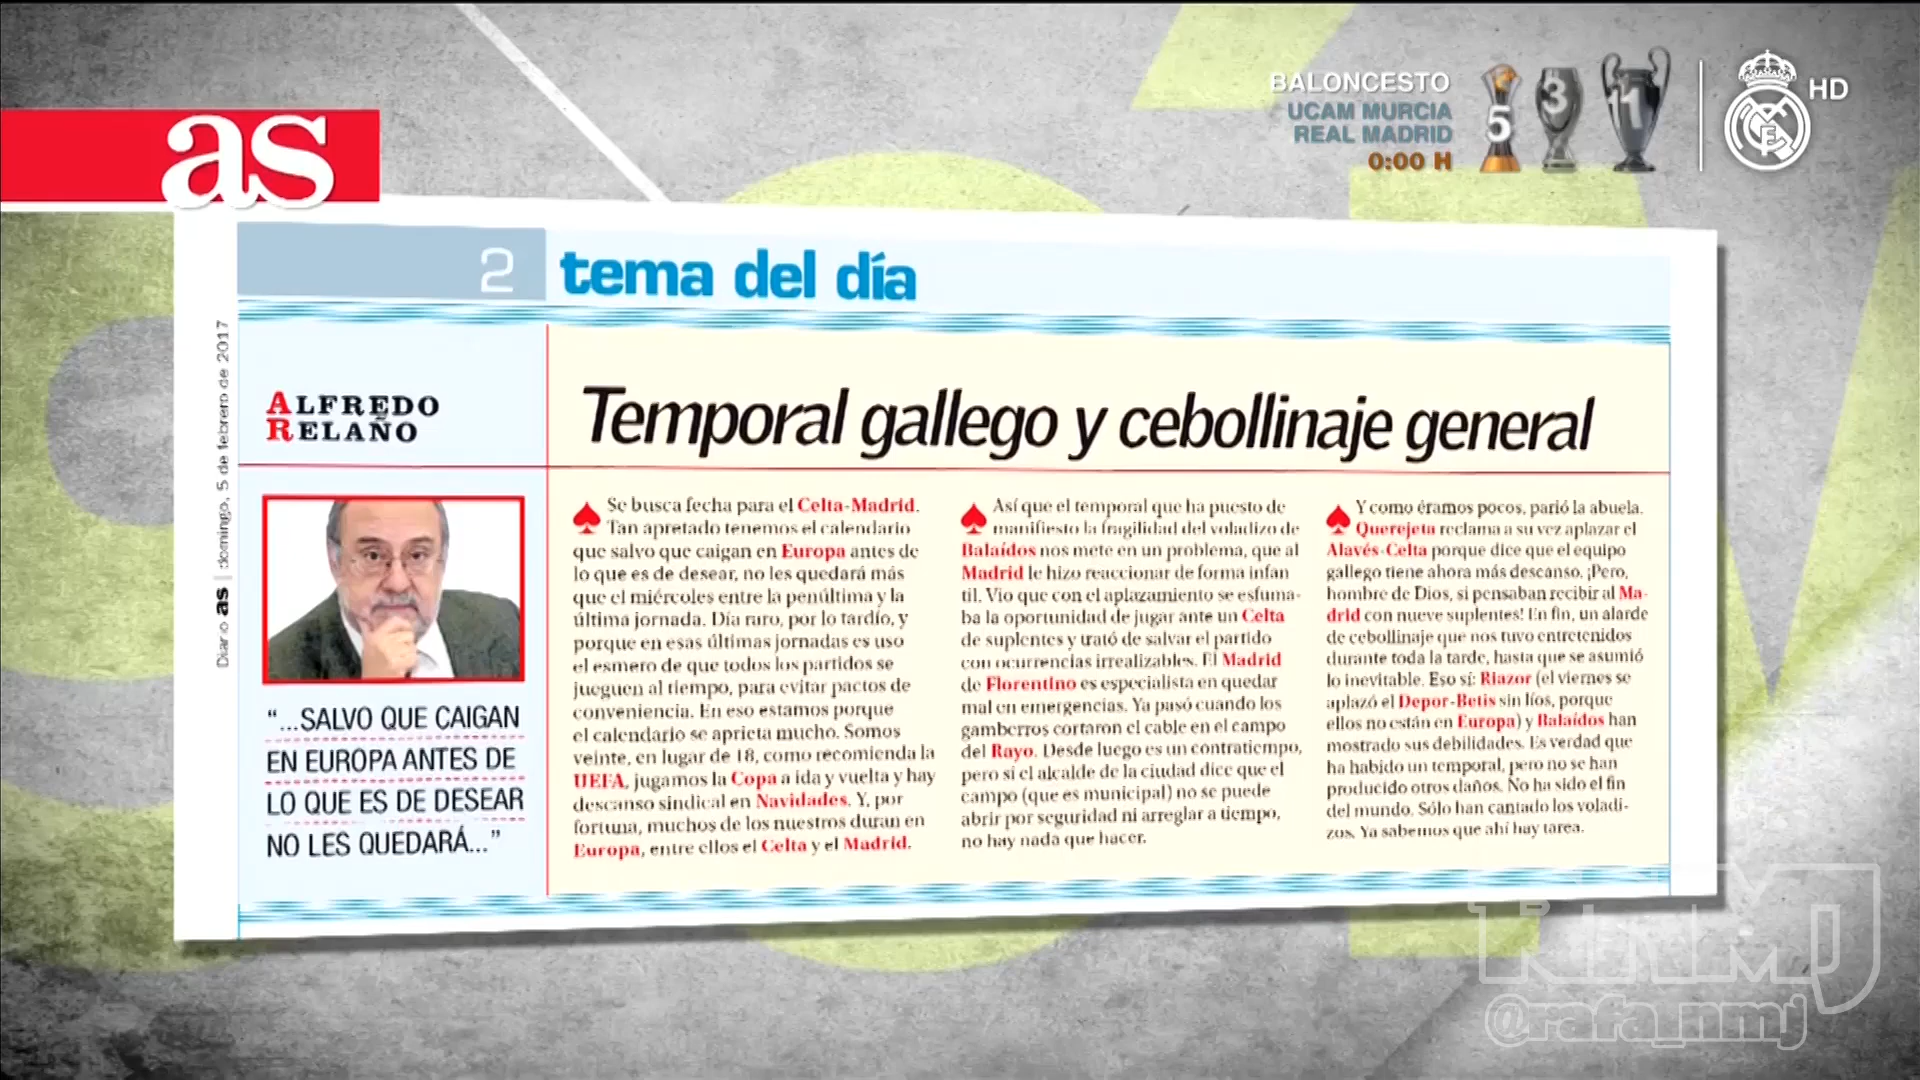 BALONCESTO
UCAM MURCIA
REAL MADRID
0:00 H
5
3
11
HD
as
2
tema del día
Diario as | domingo, 5 de febrero de 2017
ALFREDO
RELAÑO
Temporal gallego y cebollinaje general
“...SALVO QUE CAIGAN
EN EUROPA ANTES DE
LO QUE ES DE DESEAR
NO LES QUEDARÁ...”
Se busca fecha para el Celta-Madrid.
Tan apretado tenemos el calendario
que salvo que caigan en Europa antes de
lo que es de desear, no les quedará más
que el miércoles entre la penúltima y la
última jornada. Día raro, por lo tardío, y
porque en esas últimas jornadas es uso
el esmero de que todos los partidos se
jueguen al tiempo, para evitar pactos de
conveniencia. En eso estamos porque
el calendario se aprieta mucho. Somos
veinte, en lugar de 18, como recomienda la
UEFA, jugamos la Copa a ida y vuelta y hay
descanso sindical en Navidades. Y, por
fortuna, muchos de los nuestros duran en
Europa, entre ellos el Celta y el Madrid.
Así que el temporal que ha puesto de
manifiesto la fragilidad del voladizo de
Balaídos nos mete en un problema, que al
Madrid le hizo reaccionar de forma infan
til. Vio que con el aplazamiento se esfuma-
ba la oportunidad de jugar ante un Celta
de suplentes y trató de salvar el partido
con ocurrencias irrealizables. El Madrid
de Florentino es especialista en quedar
mal en emergencias. Ya pasó cuando los
gamberros cortaron el cable en el campo
del Rayo. Desde luego es un contratiempo,
pero si el alcalde de la ciudad dice que el
campo (que es municipal) no se puede
abrir por seguridad ni arreglar a tiempo,
no hay nada que hacer.
Y como éramos pocos, parió la abuela.
Querejeta reclama a su vez aplazar el
Alavés-Celta porque dice que el equipo
gallego tiene ahora más descanso. ¡Pero,
hombre de Dios, si pensaban recibir al Ma-
drid con nueve suplentes! En fin, un alarde
de cebollinaje que nos tuvo entretenidos
durante toda la tarde, hasta que se asumió
lo inevitable. Eso sí: Riazor (el viernes se
aplazó el Depor-Betis sin líos, porque
ellos no están en Europa) y Balaídos han
mostrado sus debilidades. Es verdad que
ha habido un temporal, pero no se han
producido otros daños. No ha sido el fin
del mundo. Sólo han cantado los voladi-
zos. Ya sabemos que ahí hay tarea.
RNMJ
@rafa_nmj